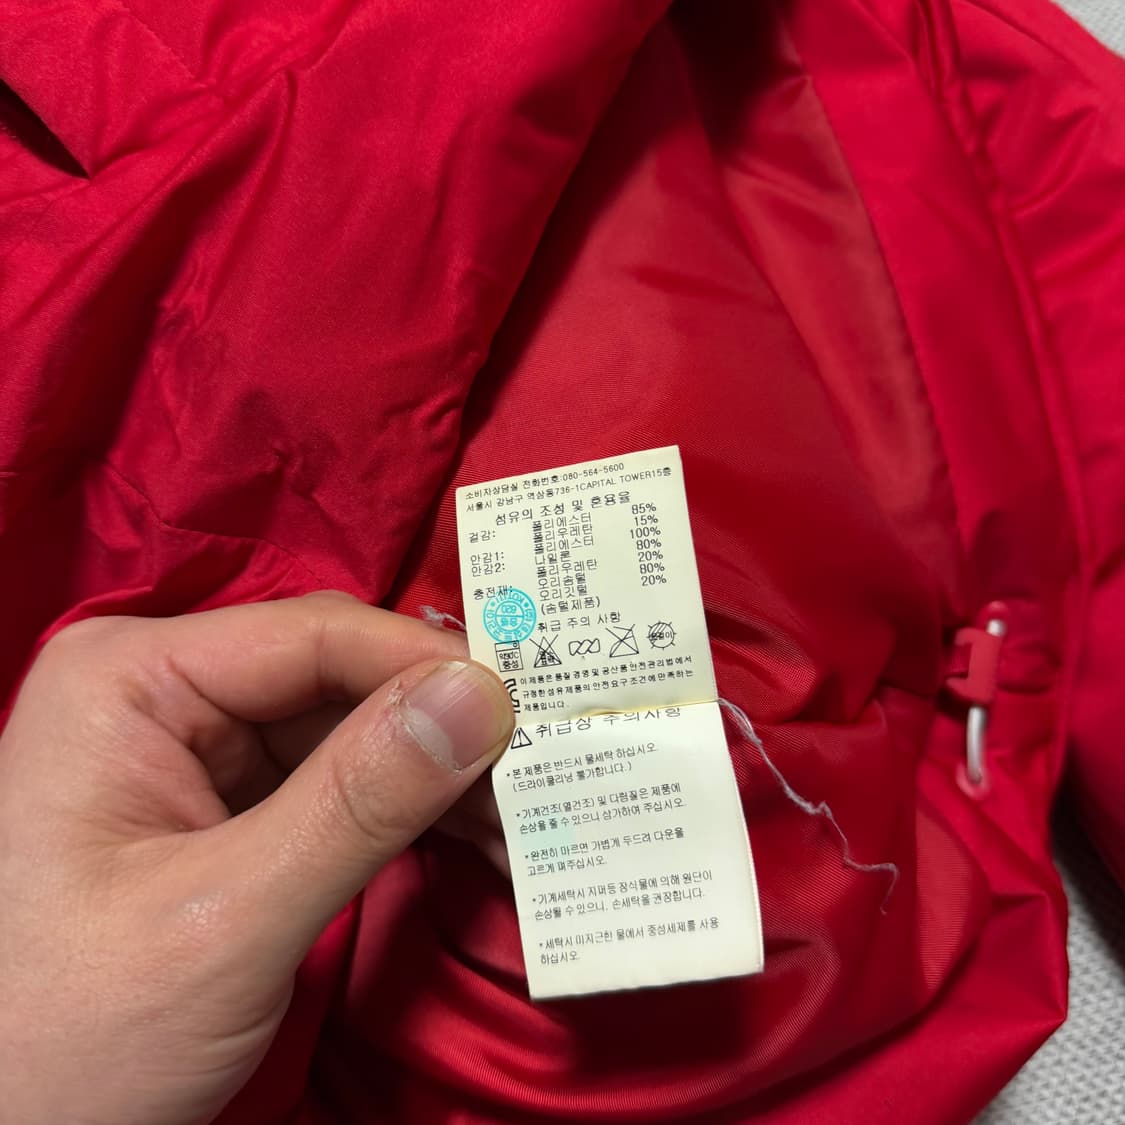 소비자상담실 전화번호:080-564-5600
서울시 강남구 역삼동736-1CAPITAL TOWER15층
섬유의 조성 및 혼용율
겉감: 폴리에스터 85%
폴리우레탄 15%
안감1: 폴리에스터 100%
안감2: 나일론 80%
폴리우레탄 20%
충전재: 오리솜털 80%
오리깃털 20%
(솜털제품)
취급 주의 사항
중성
이제품은품질경영및공산품안전관리법에서
규정한섬유제품의안전요구조건에만족하는
제품입니다.
취급상 주의사항
*본 제품은 반드시 물세탁 하십시오.
(드라이클리닝 불가합니다.)
*기계건조(열건조) 및 다림질은 제품에
손상을 줄 수 있으니 삼가하여 주십시오.
*완전히 마르면 가볍게 두드려 다운을
고르게 펴주십시오.
*기계세탁시 지퍼등 장식물에 의해 원단이
손상될 수 있으니, 손세탁을 권장합니다.
*세탁시 미지근한 물에서 중성세제를 사용
하십시오